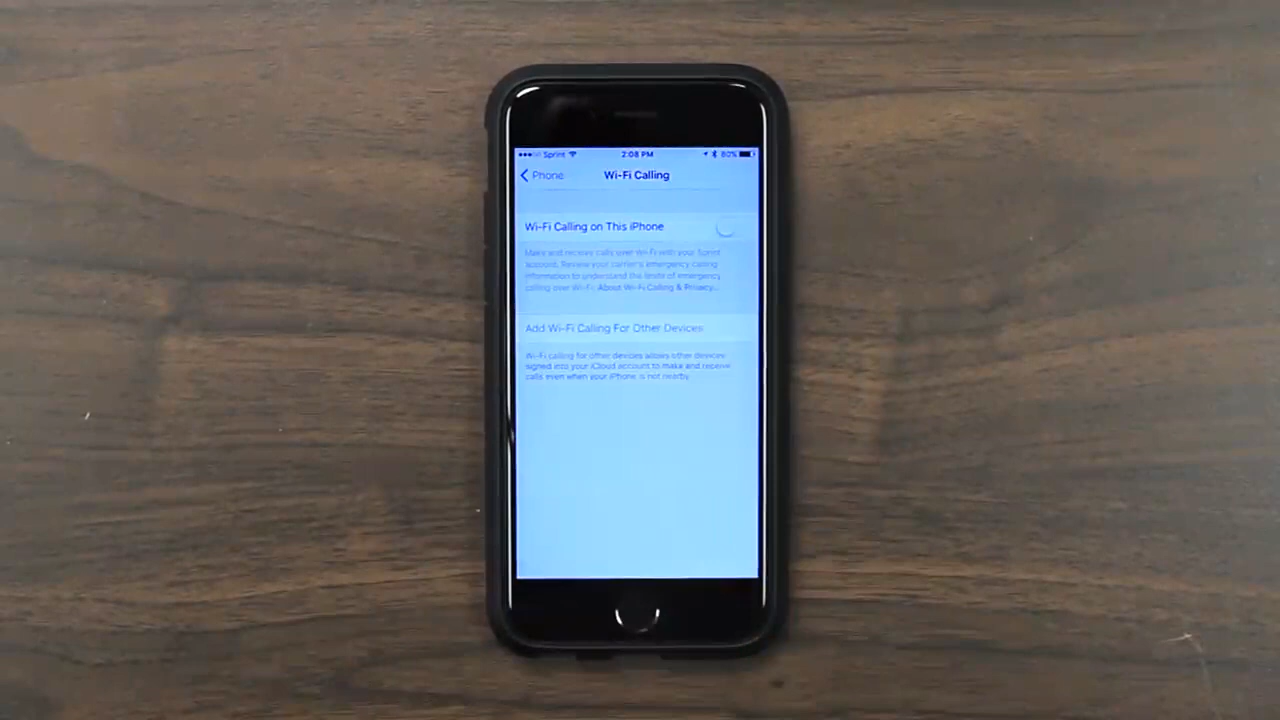 Sprint 2:08 PM 80%
Phone Wi-Fi Calling
Wi-Fi Calling on This iPhone
Make and receive calls over Wi-Fi with your Sprint
account. Review your carrier's emergency calling
information to understand the limits of emergency
calling over Wi-Fi. About Wi-Fi Calling & Privacy...
Add Wi-Fi Calling For Other Devices
Wi-Fi calling for other devices allows other devices
signed into your iCloud account to make and receive
calls even when your iPhone is not nearby.